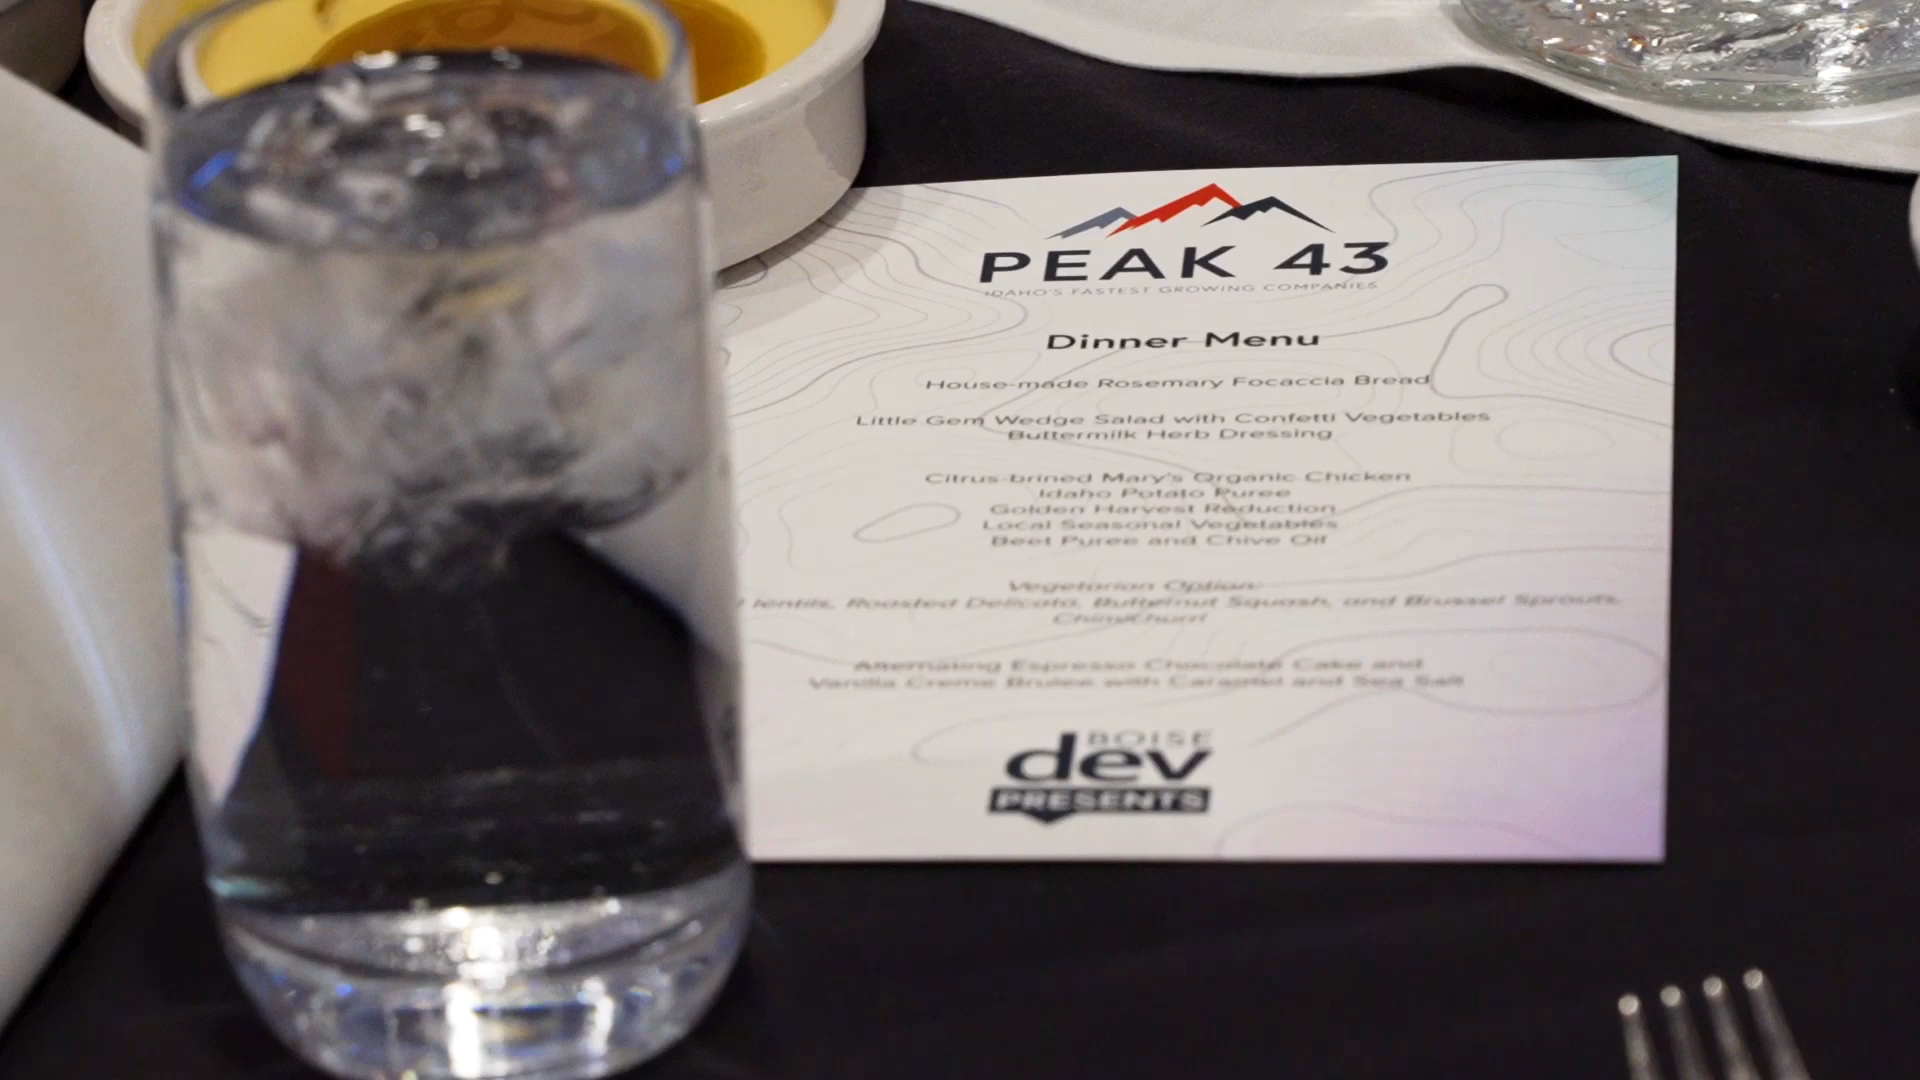 PEAK 43
IDAHO'S FASTEST GROWING COMPANIES
Dinner Menu
House-made Rosemary Focaccia Bread
Little Gem Wedge Salad with Confetti Vegetables
Buttermilk Herb Dressing
Citrus-brined Mary's Organic Chicken
Idaho Potato Puree
Golden Harvest Reduction
Local Seasonal Vegetables
Beet Puree and Chive Oil
Vegetarian Option:
lentils, Roasted Delicata, Butternut Squash, and Brussel Sprouts,
Chimichurri
Alternating Espresso Chocolate Cake and
Vanilla Creme Brulee with Caramel and Sea Salt
BOISE
dev
PRESENTS